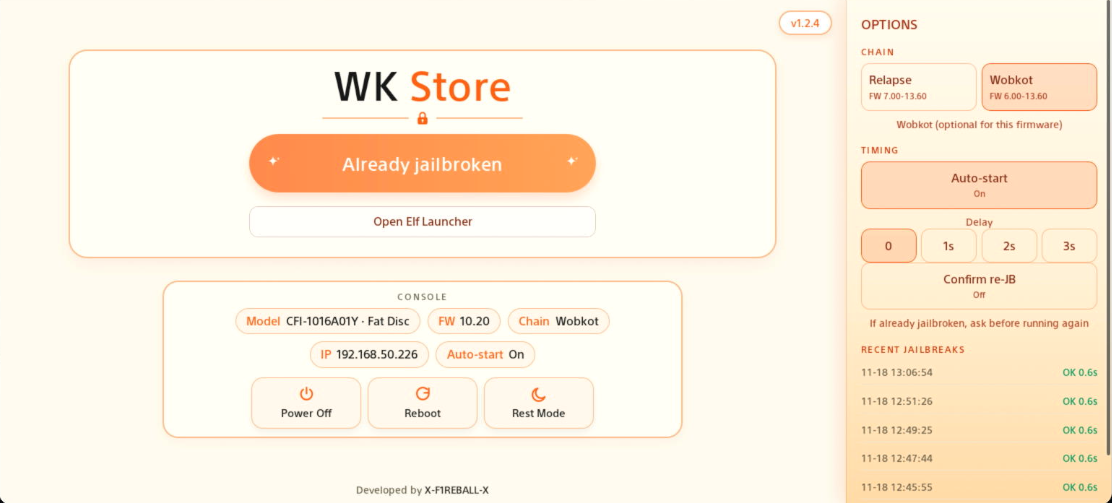 v1.2.4
WK Store
Already jailbroken
Open Elf Launcher
CONSOLE
Model CFI-1016A01Y · Fat Disc
FW 10.20
Chain Wobkot
IP 192.168.50.226
Auto-start On
Power Off
Reboot
Rest Mode
Developed by X-F1REBALL-X
OPTIONS
CHAIN
Relapse
FW 7.00-13.60
Wobkot
FW 6.00-13.60
Wobkot (optional for this firmware)
TIMING
Auto-start
On
Delay
0
1s
2s
3s
Confirm re-JB
Off
If already jailbroken, ask before running again
RECENT JAILBREAKS
11-18 13:06:54 OK 0.6s
11-18 12:51:26 OK 0.6s
11-18 12:49:25 OK 0.6s
11-18 12:47:44 OK 0.6s
11-18 12:45:55 OK 0.6s